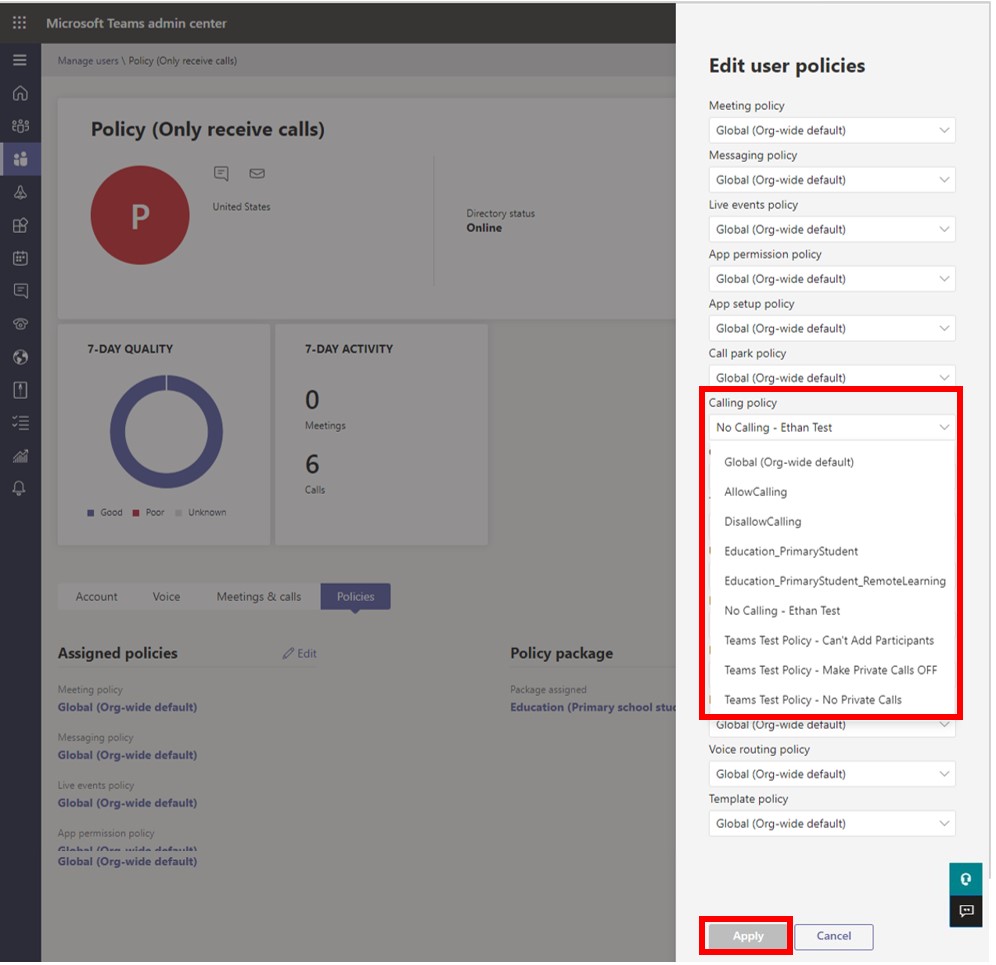 Microsoft Teams admin center
Manage users \ Policy (Only receive calls)
Policy (Only receive calls)
P
United States
Directory status
Online
7-DAY QUALITY
Good
Poor
Unknown
7-DAY ACTIVITY
0
Meetings
6
Calls
Account
Voice
Meetings & calls
Policies
Assigned policies
Edit
Meeting policy
Global (Org-wide default)
Messaging policy
Global (Org-wide default)
Live events policy
Global (Org-wide default)
App permission policy
Global (Org-wide default)
Global (Org-wide default)
Policy package
Package assigned
Education (Primary school stu
Edit user policies
Meeting policy
Global (Org-wide default)
Messaging policy
Global (Org-wide default)
Live events policy
Global (Org-wide default)
App permission policy
Global (Org-wide default)
App setup policy
Global (Org-wide default)
Call park policy
Global (Org-wide default)
Calling policy
No Calling - Ethan Test
Global (Org-wide default)
AllowCalling
DisallowCalling
Education_PrimaryStudent
Education_PrimaryStudent_RemoteLearning
No Calling - Ethan Test
Teams Test Policy - Can't Add Participants
Teams Test Policy - Make Private Calls OFF
Teams Test Policy - No Private Calls
Global (Org-wide default)
Voice routing policy
Global (Org-wide default)
Template policy
Global (Org-wide default)
Apply
Cancel